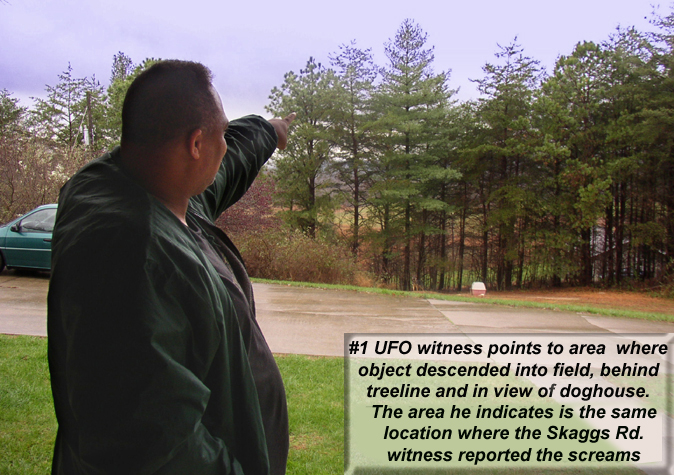 #1 UFO witness points to area where
object descended into field, behind
treeline and in view of doghouse.
The area he indicates is the same
location where the Skaggs Rd.
witness reported the screams